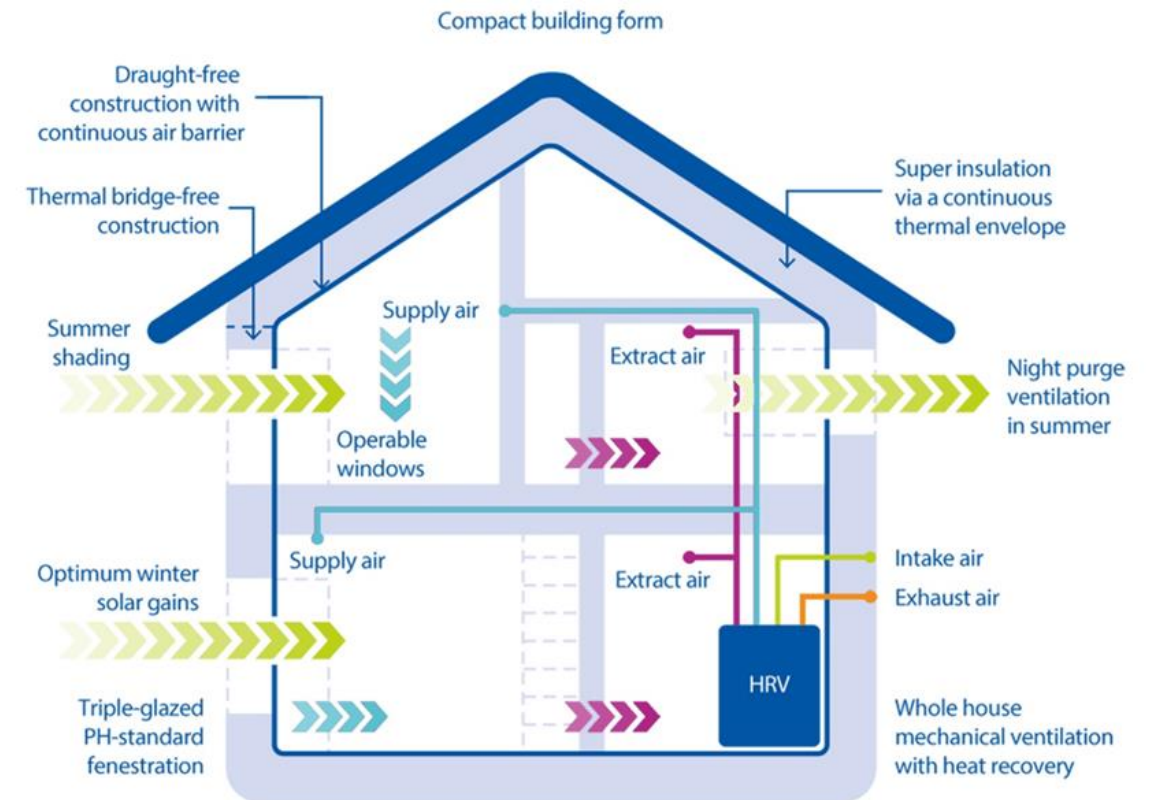 Compact building form
Draught-free
construction with
continuous air barrier
Thermal bridge-free
construction
Super insulation
via a continuous
thermal envelope
Summer
shading
Supply air
Extract air
Operable
windows
Night purge
ventilation
in summer
Supply air
Extract air
Optimum winter
solar gains
Intake air
Exhaust air
HRV
Triple-glazed
PH-standard
fenestration
Whole house
mechanical ventilation
with heat recovery